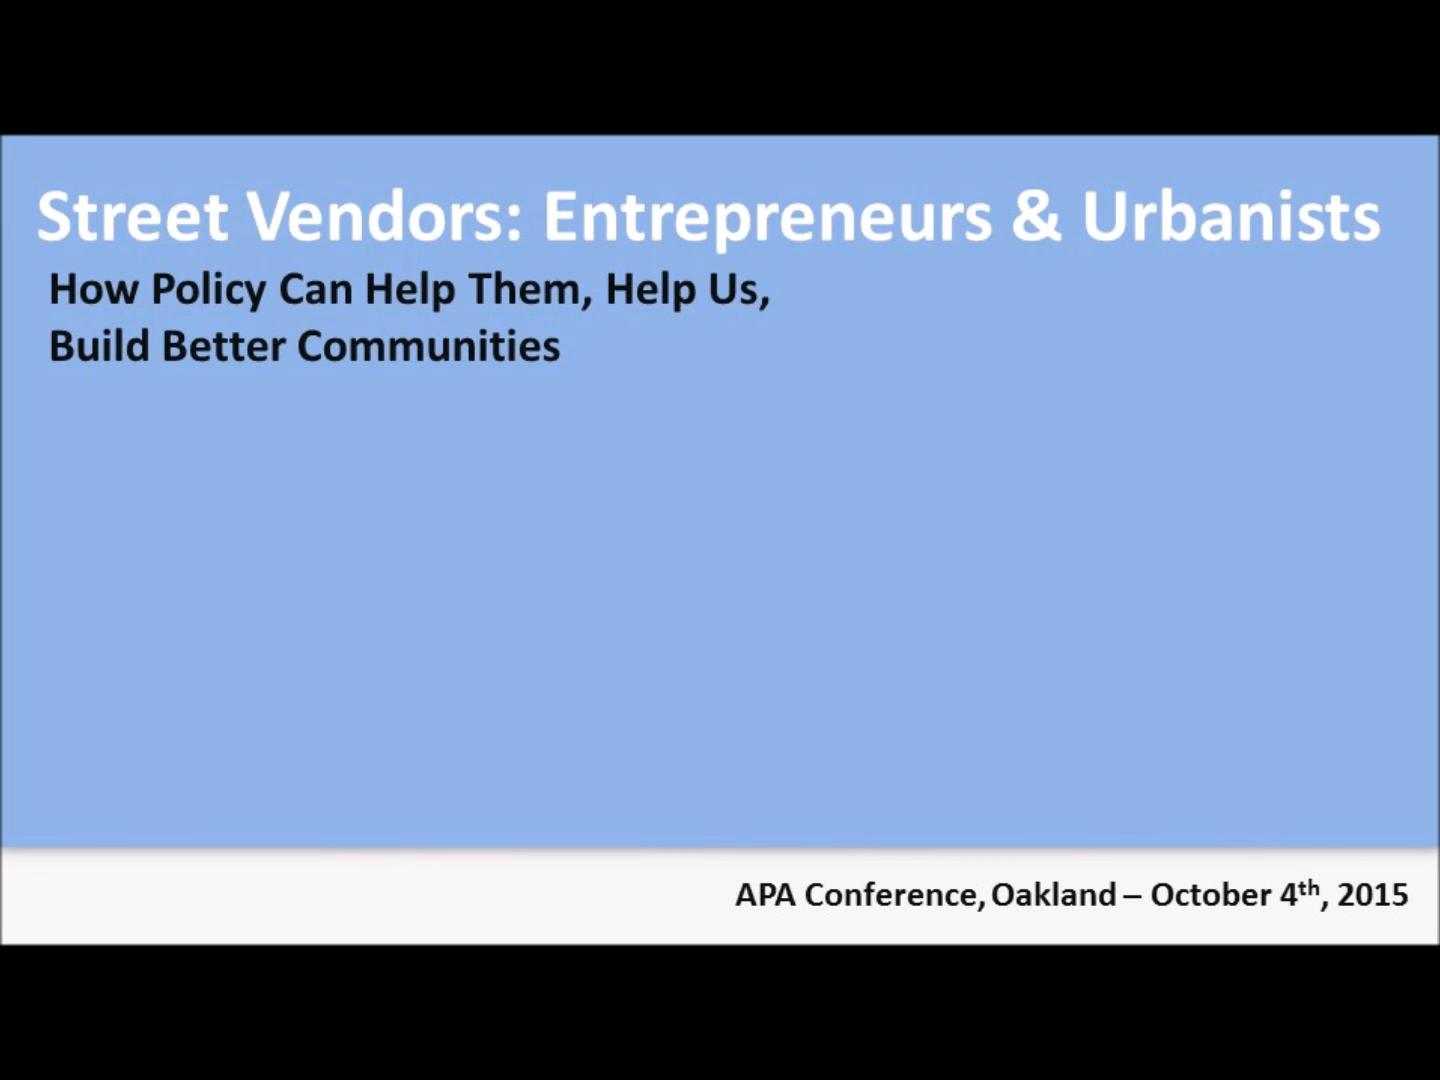 Street Vendors: Entrepreneurs & Urbanists
How Policy Can Help Them, Help Us,
Build Better Communities
APA Conference, Oakland – October 4th, 2015